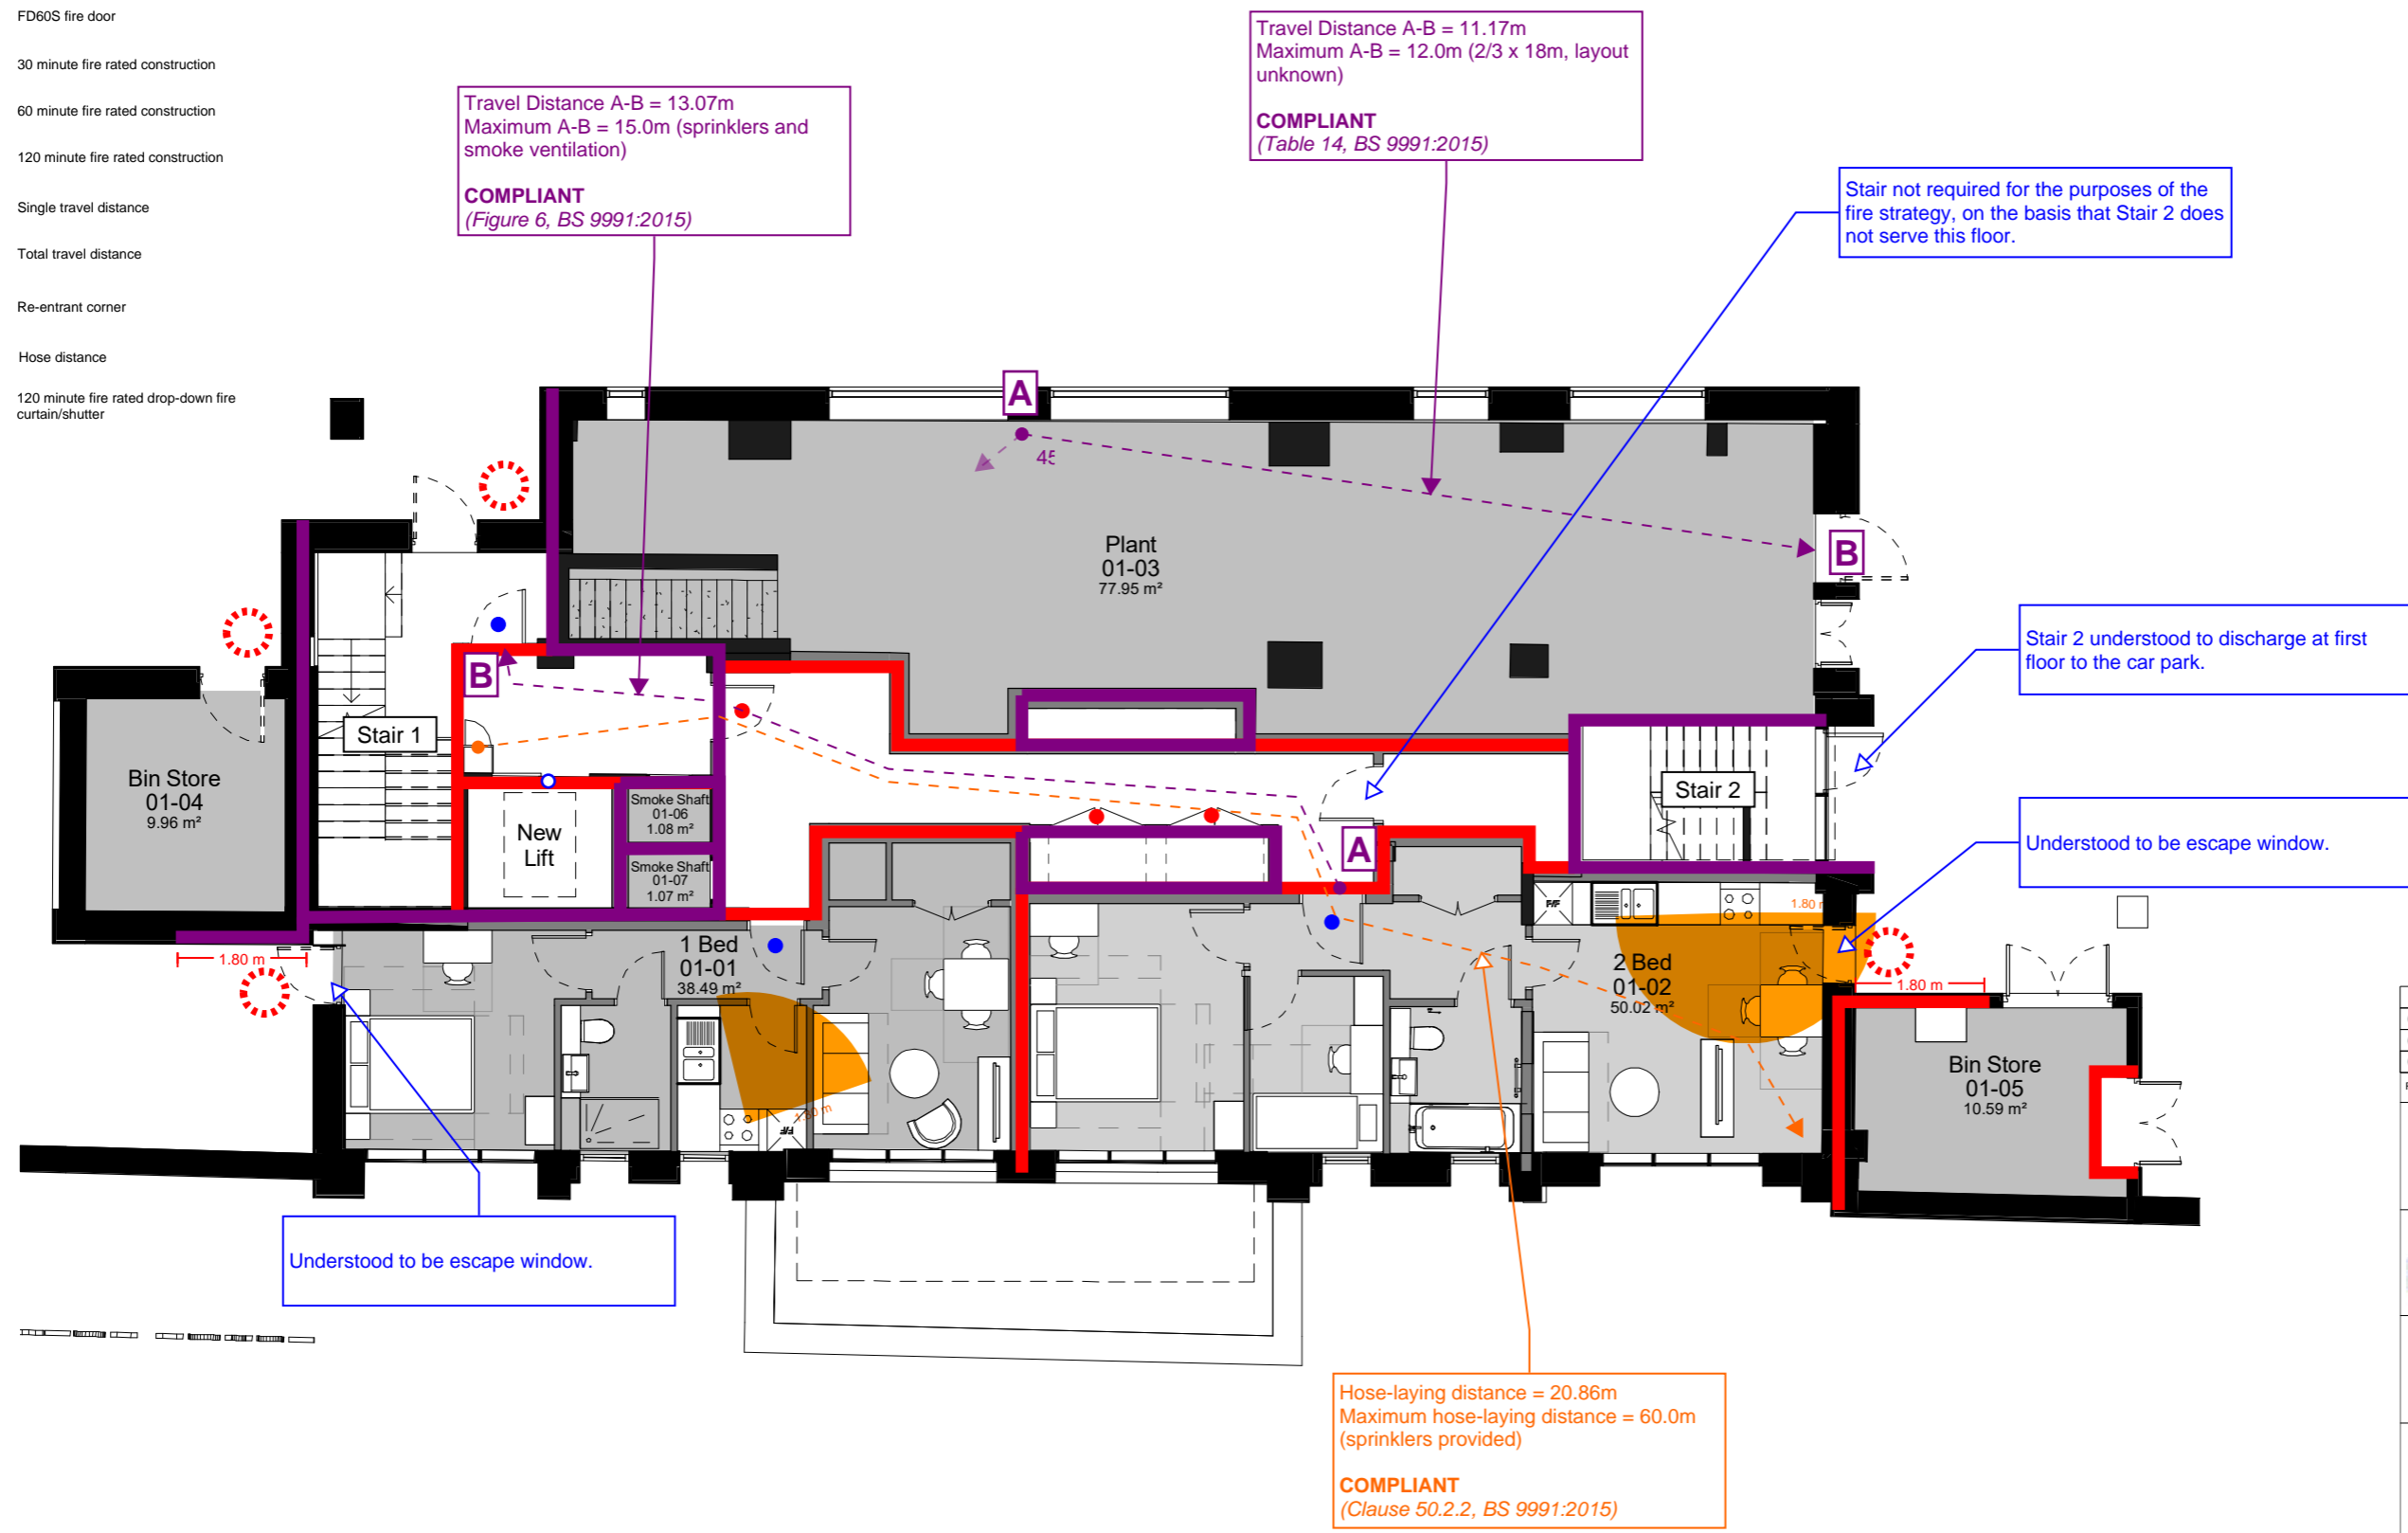 FD60S fire door
30 minute fire rated construction
60 minute fire rated construction
120 minute fire rated construction
Single travel distance
Total travel distance
Re-entrant corner
Hose distance
120 minute fire rated drop-down fire
curtain/shutter
Travel Distance A-B = 13.07m
Maximum A-B = 15.0m (sprinklers and
smoke ventilation)
COMPLIANT
(Figure 6, BS 9991:2015)
Travel Distance A-B = 11.17m
Maximum A-B = 12.0m (2/3 x 18m, layout
unknown)
COMPLIANT
(Table 14, BS 9991:2015)
Stair not required for the purposes of the
fire strategy, on the basis that Stair 2 does
not serve this floor.
A
45
Plant
01-03
77.95 m²
B
Stair 2 understood to discharge at first
floor to the car park.
B
Stair 1
Bin Store
01-04
9.96 m²
New
Lift
Smoke Shaft
01-06
1.08 m²
Smoke Shaft
01-07
1.07 m²
Stair 2
A
Understood to be escape window.
1.80 m
1 Bed
01-01
38.49 m²
1.80 m
F/F
F/F
1.80 m
2 Bed
01-02
50.02 m²
1.80 m
Bin Store
01-05
10.59 m²
Understood to be escape window.
Hose-laying distance = 20.86m
Maximum hose-laying distance = 60.0m
(sprinklers provided)
COMPLIANT
(Clause 50.2.2, BS 9991:2015)